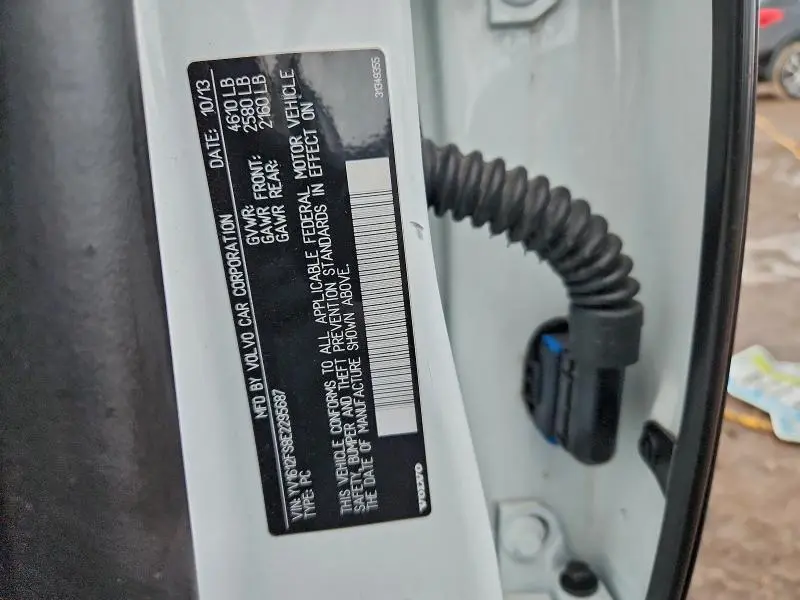 MFD BY VOLVO CAR CORPORATION DATE: 10/13
GVWR: 4610 LB
GAWR FRONT: 2580 LB
GAWR REAR: 2160 LB
VIN: YV1612FS8E2295687
TYPE: PC
THIS VEHICLE CONFORMS TO ALL APPLICABLE FEDERAL MOTOR VEHICLE
SAFETY, BUMPER AND THEFT PREVENTION STANDARDS IN EFFECT ON
THE DATE OF MANUFACTURE SHOWN ABOVE.
VOLVO
31349355